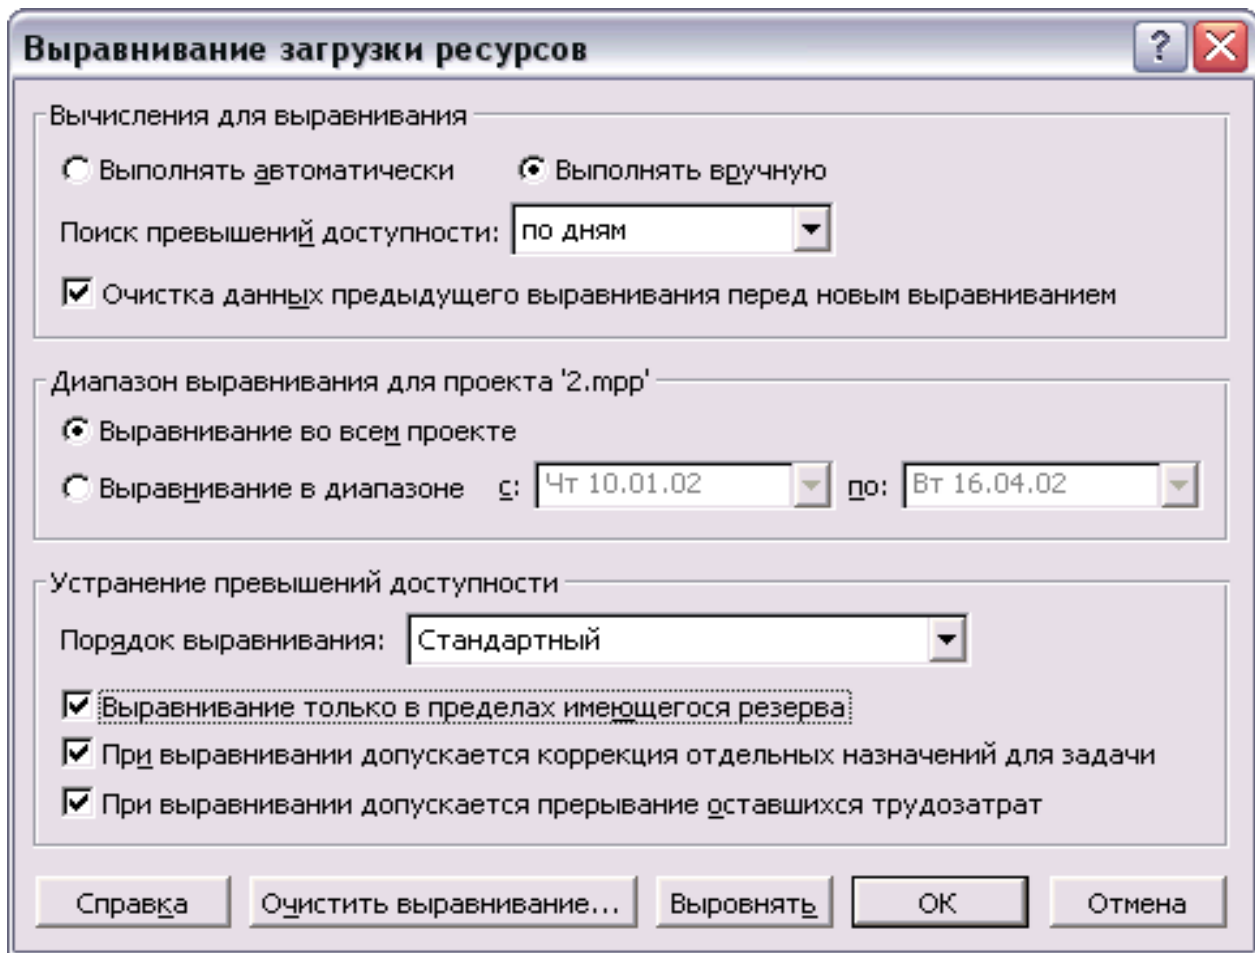 Выравнивание загрузки ресурсов
Вычисления для выравнивания
Выполнять автоматически Выполнять вручную
Поиск превышений доступности: по дням
Очистка данных предыдущего выравнивания перед новым выравниванием
Диапазон выравнивания для проекта '2.mpp'
Выравнивание во всем проекте
Выравнивание в диапазоне с: Чт 10.01.02 по: Вт 16.04.02
Устранение превышений доступности
Порядок выравнивания: Стандартный
Выравнивание только в пределах имеющегося резерва
При выравнивании допускается коррекция отдельных назначений для задачи
При выравнивании допускается прерывание оставшихся трудозатрат
Справка Очистить выравнивание... Выровнять ОК Отмена